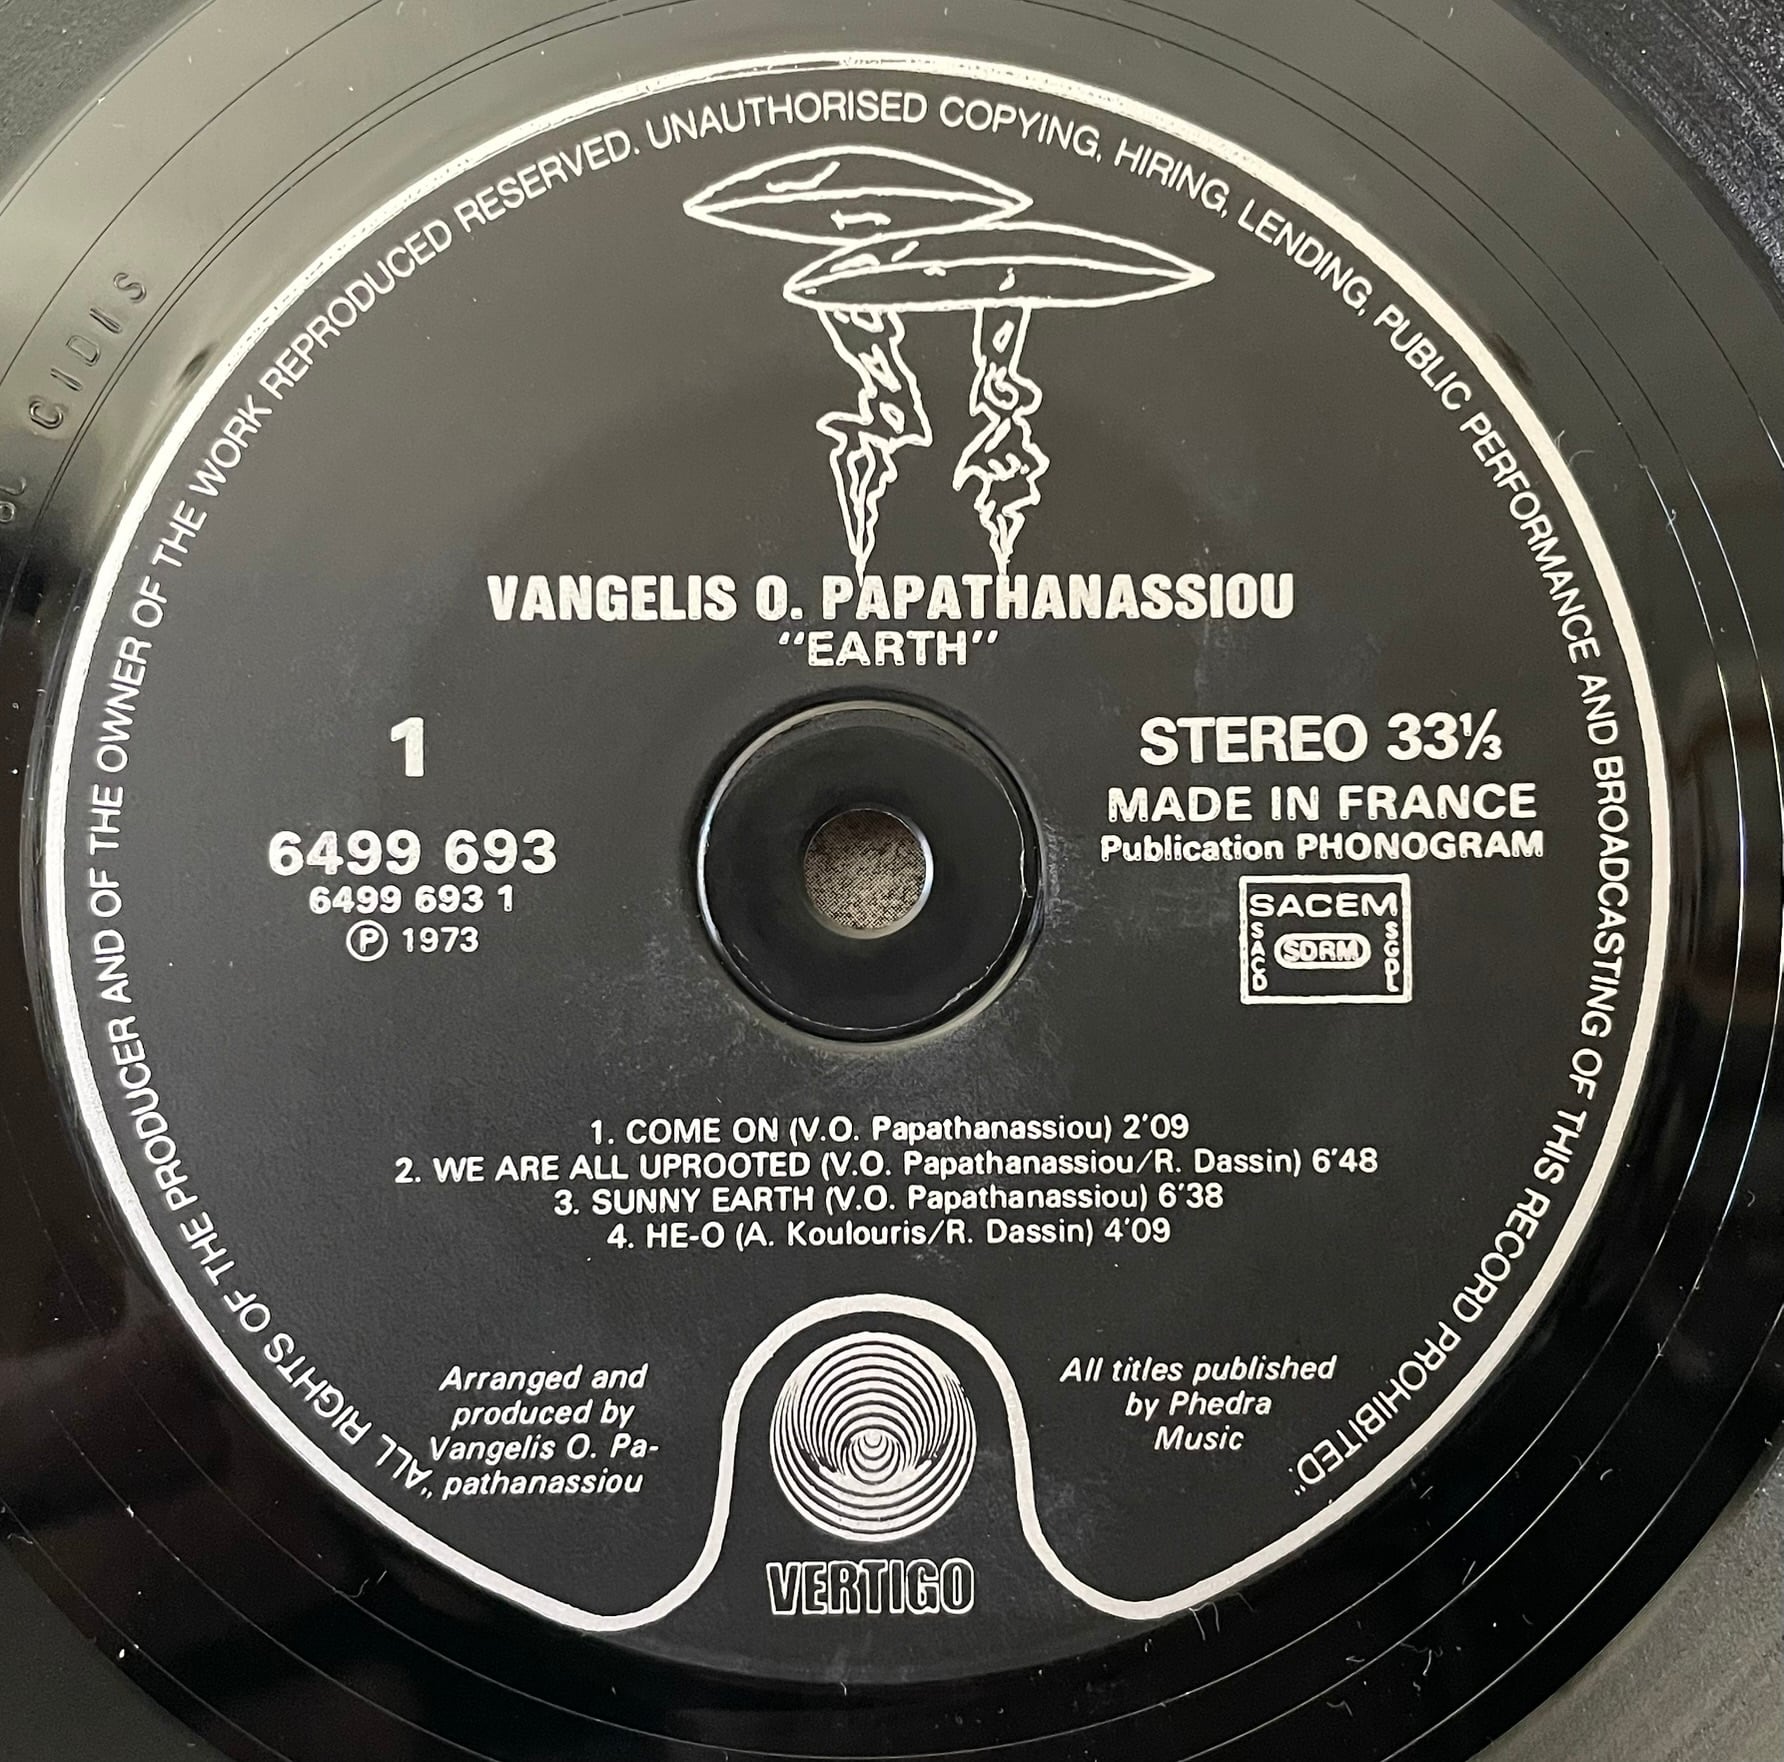 "ALL RIGHTS OF THE PRODUCER AND OF THE OWNER OF THE WORK REPRODUCED RESERVED. UNAUTHORISED COPYING, HIRING, LENDING, PUBLIC PERFORMANCE AND BROADCASTING OF THIS RECORD PROHIBITED."
CIDIS
VANGELIS O. PAPATHANASSIOU
"EARTH"
1
6499 693
6499 693 1
Ⓟ 1973
STEREO 33⅓
MADE IN FRANCE
Publication PHONOGRAM
SACEM
SACD
SDRM
SGDL
1. COME ON (V.O. Papathanassiou) 2'09
2. WE ARE ALL UPROOTED (V.O. Papathanassiou/R. Dassin) 6'48
3. SUNNY EARTH (V.O. Papathanassiou) 6'38
4. HE-O (A. Koulouris/R. Dassin) 4'09
Arranged and
produced by
Vangelis O. Pa-
pathanassiou
All titles published
by Phedra
Music
VERTIGO